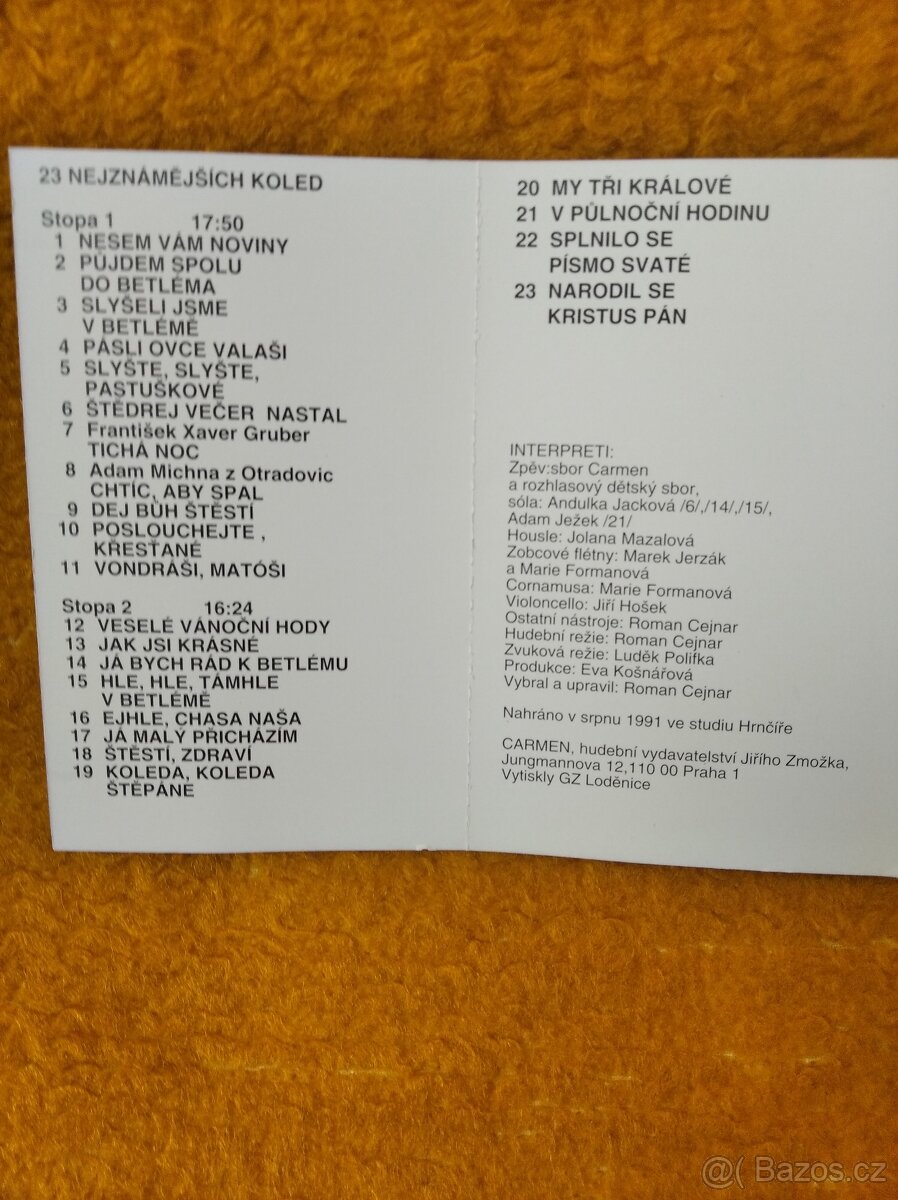 23 NEJZNÁMĚJŠÍCH KOLED
Stopa 1 17:50
1 NESEM VÁM NOVINY
2 PŮJDEM SPOLU
DO BETLÉMA
3 SLYŠELI JSME
V BETLÉMĚ
4 PÁSLI OVCE VALAŠI
5 SLYŠTE, SLYŠTE,
PASTUŠKOVÉ
6 ŠTĚDREJ VEČER NASTAL
7 František Xaver Gruber
TICHÁ NOC
8 Adam Michna z Otradovic
CHTÍC, ABY SPAL
9 DEJ BŮH ŠTĚSTÍ
10 POSLOUCHEJTE ,
KŘESŤANÉ
11 VONDRÁŠI, MATÓŠI
Stopa 2 16:24
12 VESELÉ VÁNOČNÍ HODY
13 JAK JSI KRÁSNÉ
14 JÁ BYCH RÁD K BETLÉMU
15 HLE, HLE, TÁMHLE
V BETLÉMĚ
16 EJHLE, CHASA NAŠA
17 JÁ MALÝ PŘICHÁZÍM
18 ŠTĚSTÍ, ZDRAVÍ
19 KOLEDA, KOLEDA
ŠTĚPÁNE
20 MY TŘI KRÁLOVÉ
21 V PŮLNOČNÍ HODINU
22 SPLNILO SE
PÍSMO SVATÉ
23 NARODIL SE
KRISTUS PÁN
INTERPRETI:
Zpěv:sbor Carmen
a rozhlasový dětský sbor,
sóla: Andulka Jacková /6/,/14/,/15/,
Adam Ježek /21/
Housle: Jolana Mazalová
Zobcové flétny: Marek Jerzák
a Marie Formanová
Cornamusa: Marie Formanová
Violoncello: Jiří Hošek
Ostatní nástroje: Roman Cejnar
Hudební režie: Roman Cejnar
Zvuková režie: Luděk Polifka
Produkce: Eva Košnářová
Vybral a upravil: Roman Cejnar
Nahráno v srpnu 1991 ve studiu Hrnčíře
CARMEN, hudební vydavatelství Jiřího Zmožka,
Jungmannova 12,110 00 Praha 1
Vytiskly GZ Loděnice
@( Bazos.cz